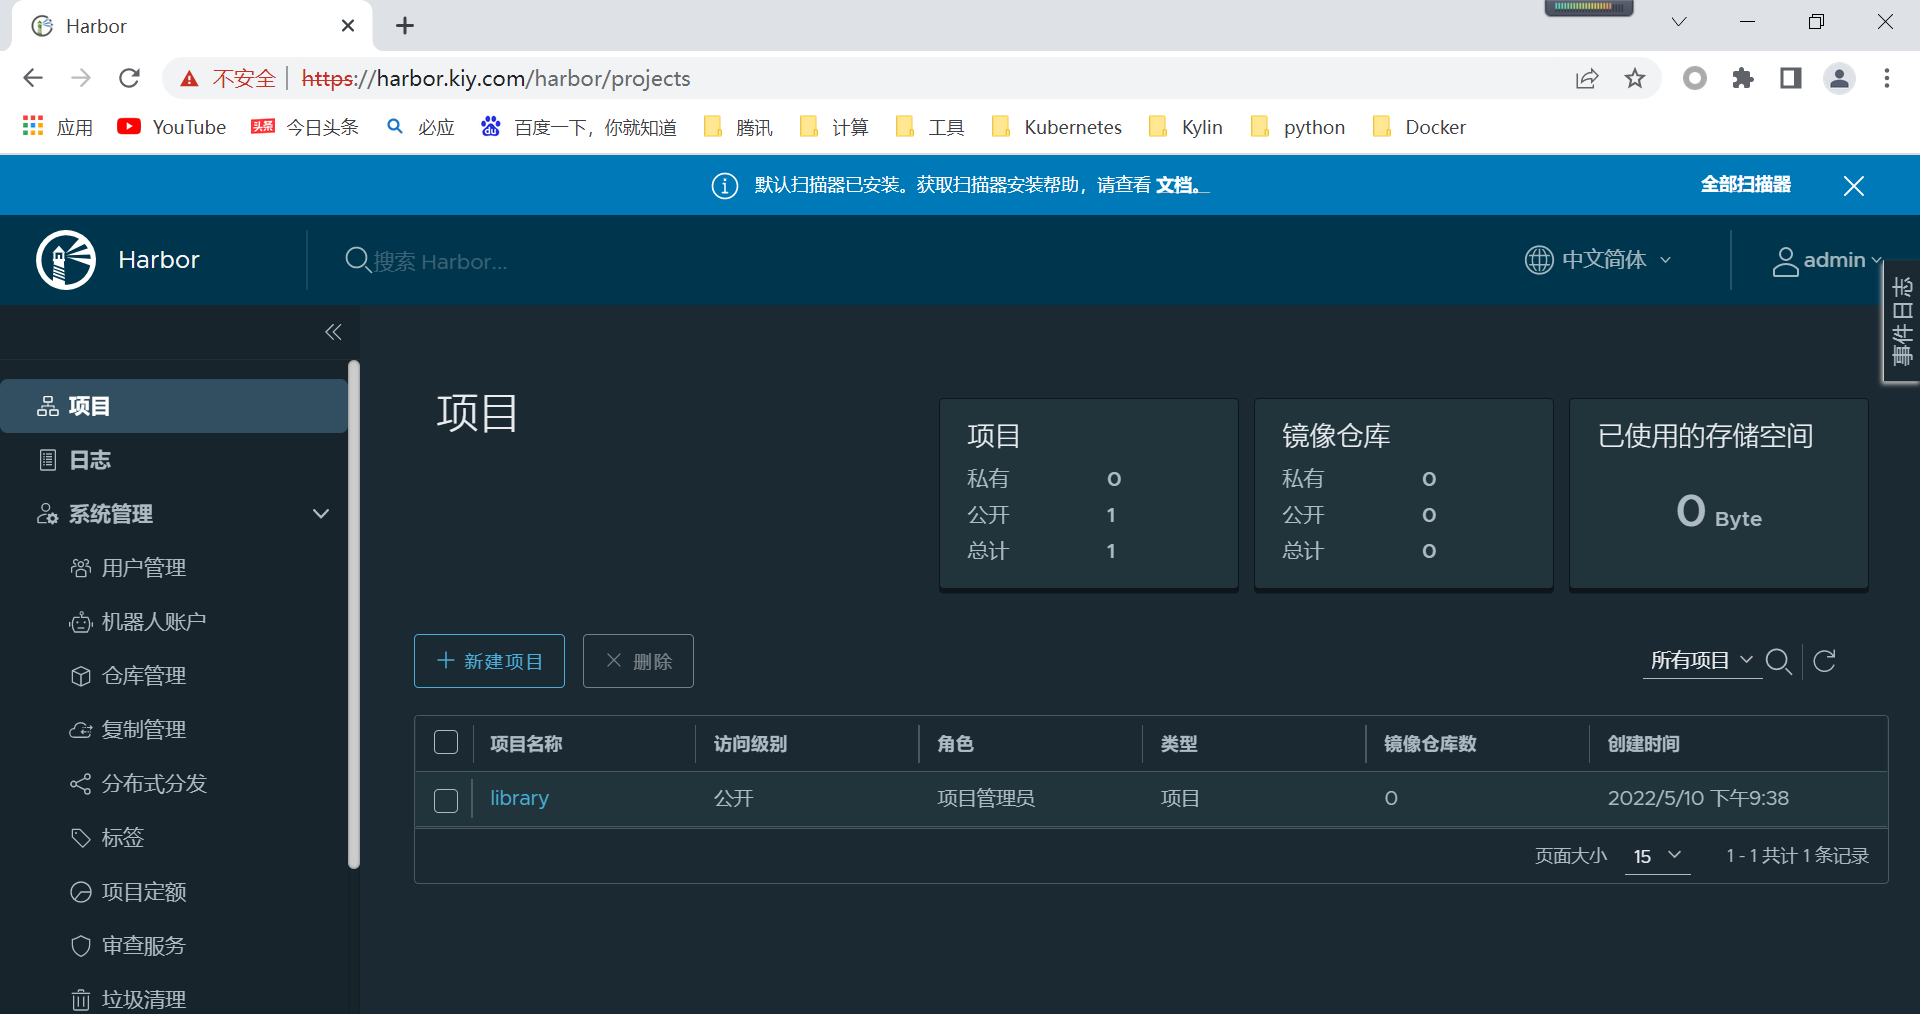 Harbor
不安全 https://harbor.kiy.com/harbor/projects
应用 YouTube 头条 今日头条 必应 du 百度一下，你就知道 腾讯 计算 工具 Kubernetes Kylin python Docker
默认扫描器已安装。获取扫描器安装帮助，请查看 文档。 全部扫描器
Harbor 搜索 Harbor... 中文简体 admin
事件日志
项目
日志
系统管理
用户管理
机器人账户
仓库管理
复制管理
分布式分发
标签
项目定额
审查服务
垃圾清理
项目
项目
私有 0
公开 1
总计 1
镜像仓库
私有 0
公开 0
总计 0
已使用的存储空间
0 Byte
新建项目 删除 所有项目
项目名称 访问级别 角色 类型 镜像仓库数 创建时间
library 公开 项目管理员 项目 0 2022/5/10 下午9:38
页面大小 15 1 - 1 共计 1 条记录